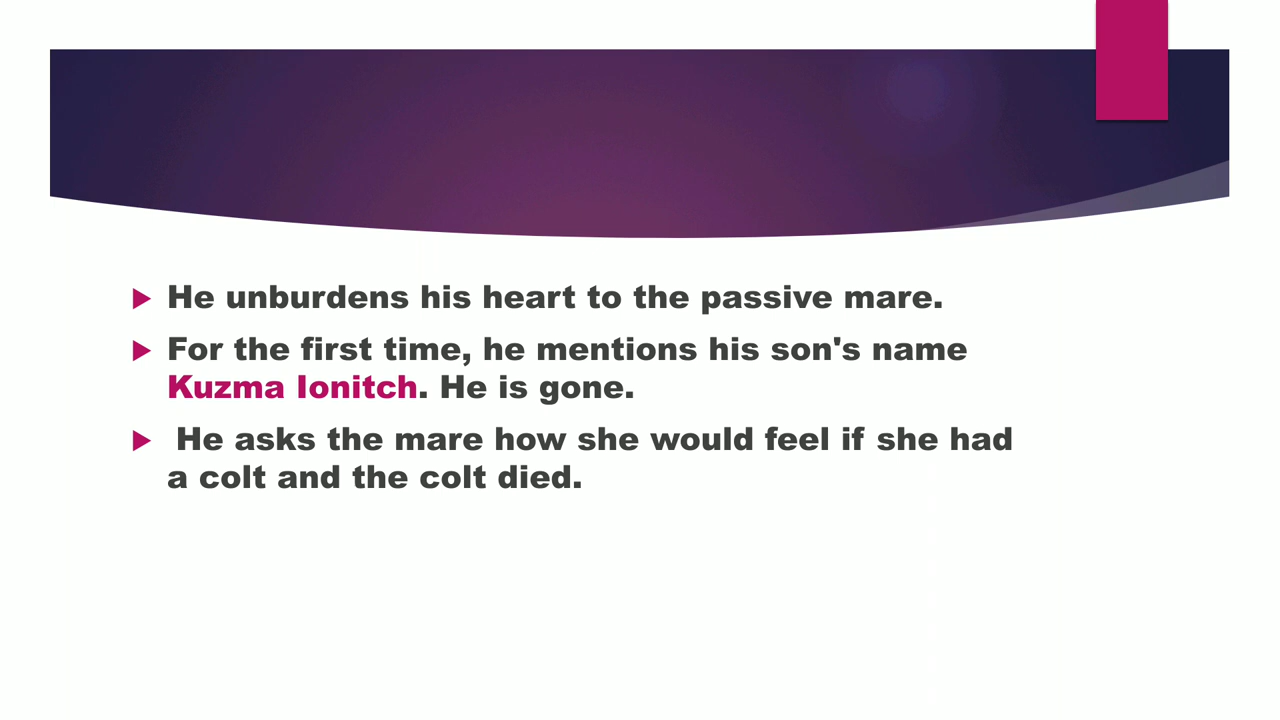 He unburdens his heart to the passive mare.
For the first time, he mentions his son's name
Kuzma Ionitch. He is gone.
He asks the mare how she would feel if she had
a colt and the colt died.